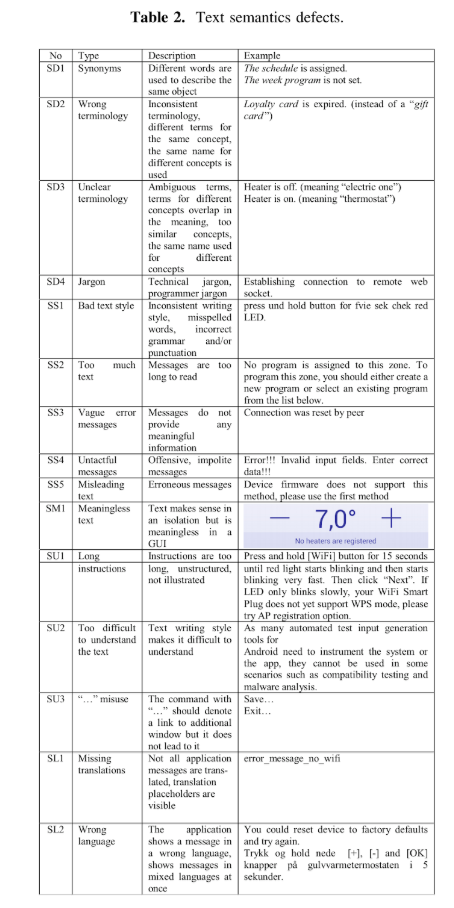 Table 2. Text semantics defects.
No Type Description Example
SD1 Synonyms Different words are The schedule is assigned.
used to describe the The week program is not set.
same object
SD2 Wrong Inconsistent Loyalty card is expired. (instead of a "gift
terminology terminology, card")
different terms for
the same concept,
the same name for
different concepts is
used
SD3 Unclear Ambiguous terms, Heater is off. (meaning "electric one")
terminology terms for different Heater is on. (meaning "thermostat")
concepts overlap in
the meaning, too
similar concepts,
the same name used
for different
concepts
SD4 Jargon Technical jargon, Establishing connection to remote web
programmer jargon socket.
SS1 Bad text style Inconsistent writing press und hold button for fvie sek chek red
style, misspelled LED.
words, incorrect
grammar and/or
punctuation
SS2 Too much Messages are too No program is assigned to this zone. To
text long to read program this zone, you should either create a
new program or select an existing program
from the list below.
SS3 Vague error Messages do not Connection was reset by peer
messages provide any
meaningful
information
SS4 Untactful Offensive, impolite Error!!! Invalid input fields. Enter correct
messages messages data!!!
SS5 Misleading Erroneous messages Device firmware does not support this
text method, please use the first method
SM1 Meaningless Text makes sense in — 7,0° +
text an isolation but is
meaningless in a No heaters are registered
GUI
SU1 Long Instructions are too Press and hold [WiFi] button for 15 seconds
instructions long, unstructured, until red light starts blinking and then starts
not illustrated blinking very fast. Then click "Next". If
LED only blinks slowly, your WiFi Smart
Plug does not yet support WPS mode, please
try AP registration option.
SU2 Too difficult Text writing style As many automated test input generation
to understand makes it difficult to tools for
the text understand Android need to instrument the system or
the app, they cannot be used in some
scenarios such as compatibility testing and
malware analysis.
SU3 "…" misuse The command with Save…
"…" should denote Exit…
a link to additional
window but it does
not lead to it
SL1 Missing Not all application error_message_no_wifi
translations messages are trans-
lated, translation
placeholders are
visible
SL2 Wrong The application You could reset device to factory defaults
language shows a message in and try again.
a wrong language, Trykk og hold nede [+], [-] and [OK]
shows messages in knapper på gulvvarmetermostaten i 5
mixed languages at sekunder.
once